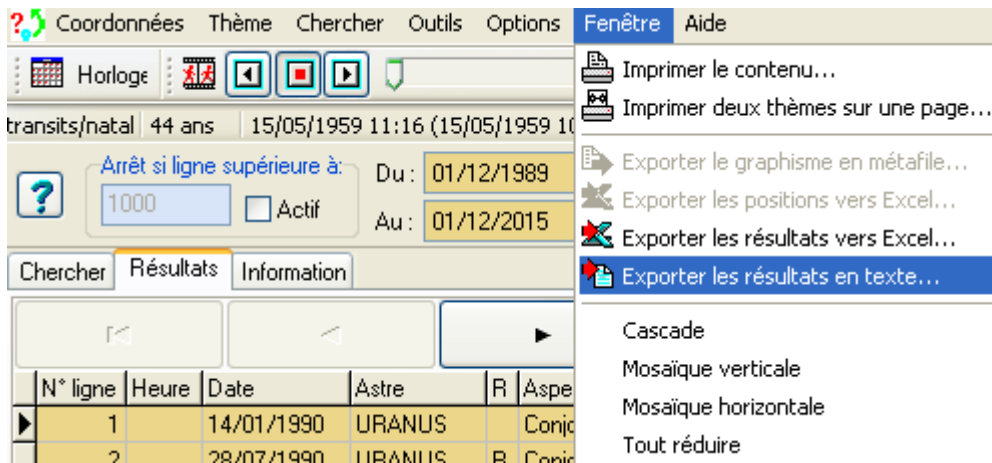 Coordonnées Thème Chercher Outils Options Fenêtre Aide
Horloge
Imprimer le contenu...
Imprimer deux thèmes sur une page...
transits/natal 44 ans 15/05/1959 11:16 (15/05/1959 10
Arrêt si ligne supérieure à:
1000 Actif
Du : 01/12/1989
Au : 01/12/2015
Exporter le graphisme en métafile...
Exporter les positions vers Excel...
Exporter les résultats vers Excel...
Exporter les résultats en texte...
Chercher Résultats Information
Cascade
Mosaïque verticale
Mosaïque horizontale
Tout réduire
N° ligne Heure Date Astre R Aspe
1 14/01/1990 URANUS Conjo
2 28/07/1990 URANUS R Conjo